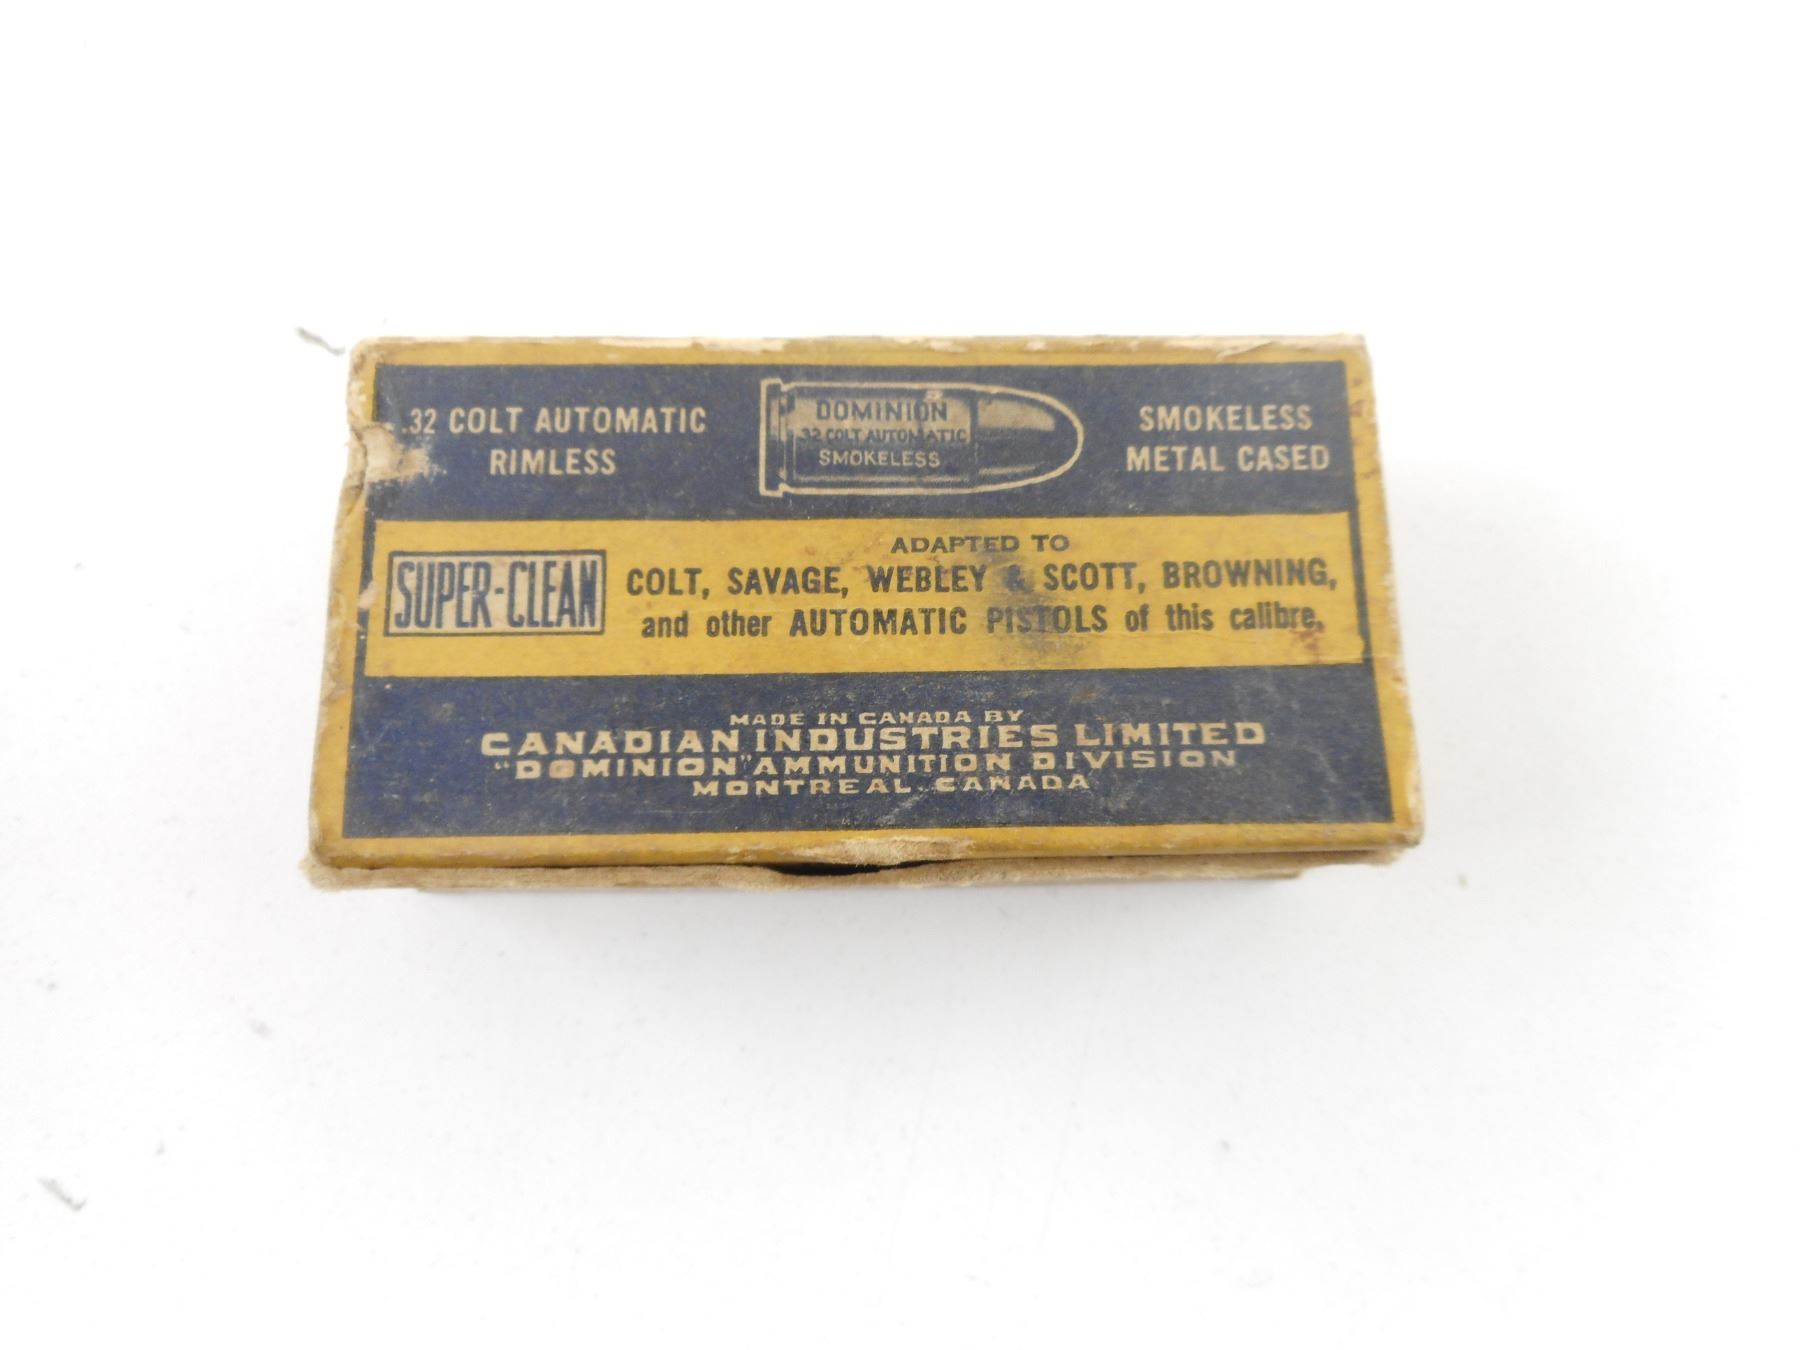 .32 COLT AUTOMATIC
RIMLESS
DOMINION
.32 COLT AUTOMATIC
SMOKELESS
SMOKELESS
METAL CASED
SUPER-CLEAN
ADAPTED TO
COLT, SAVAGE, WEBLEY & SCOTT, BROWNING,
and other AUTOMATIC PISTOLS of this calibre.
MADE IN CANADA BY
CANADIAN INDUSTRIES LIMITED
"DOMINION" AMMUNITION DIVISION
MONTREAL. CANADA